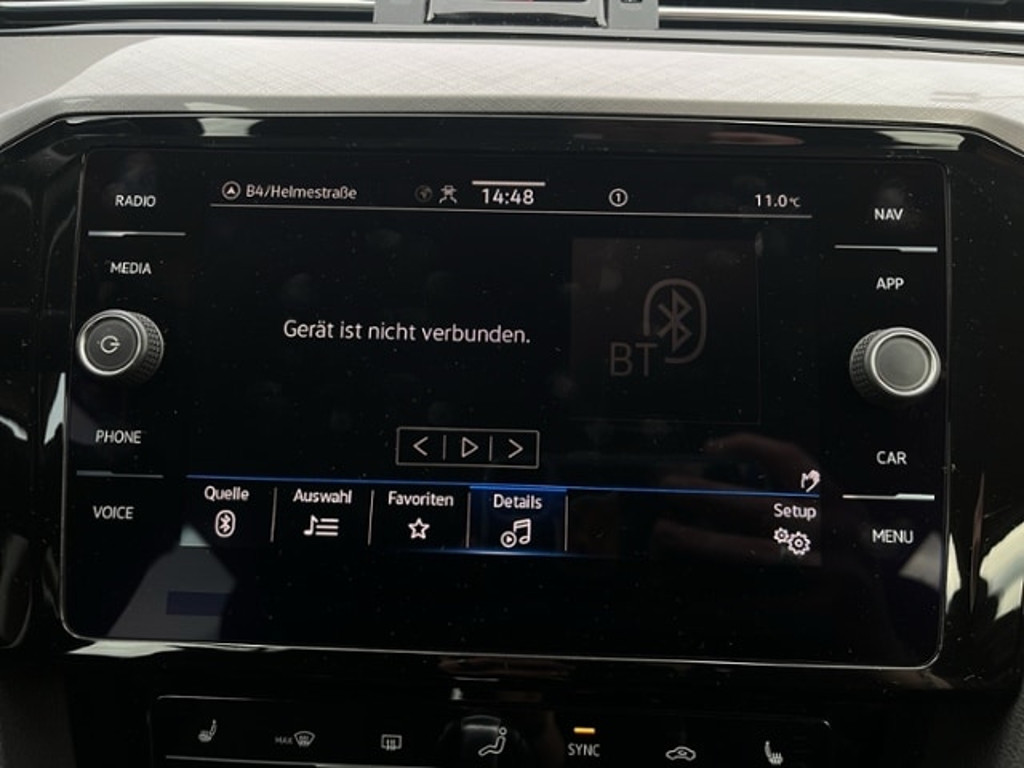 RADIO
MEDIA
PHONE
VOICE
B4/Helmestraße
14:48
1
11.0°C
Gerät ist nicht verbunden.
BT
Quelle
Auswahl
Favoriten
Details
Setup
NAV
APP
CAR
MENU
MAX
SYNC